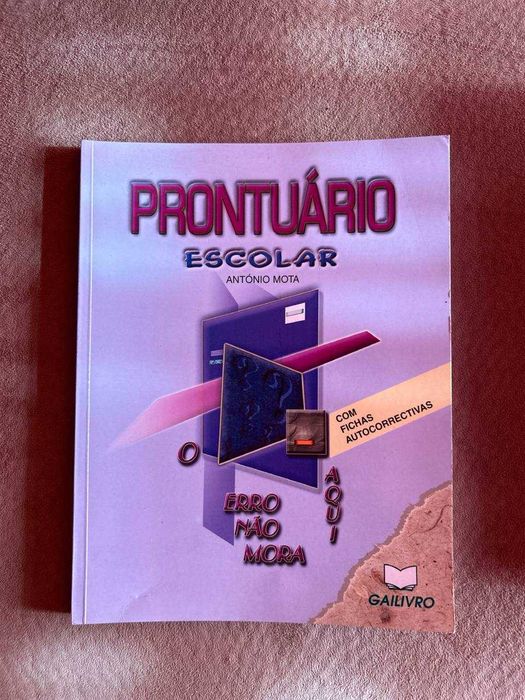 PRONTUÁRIO
ESCOLAR
ANTÓNIO MOTA
COM
FICHAS
AUTOCORRECTIVAS
O
ERRO
NÃO
MORA
AQUI
GAILIVRO